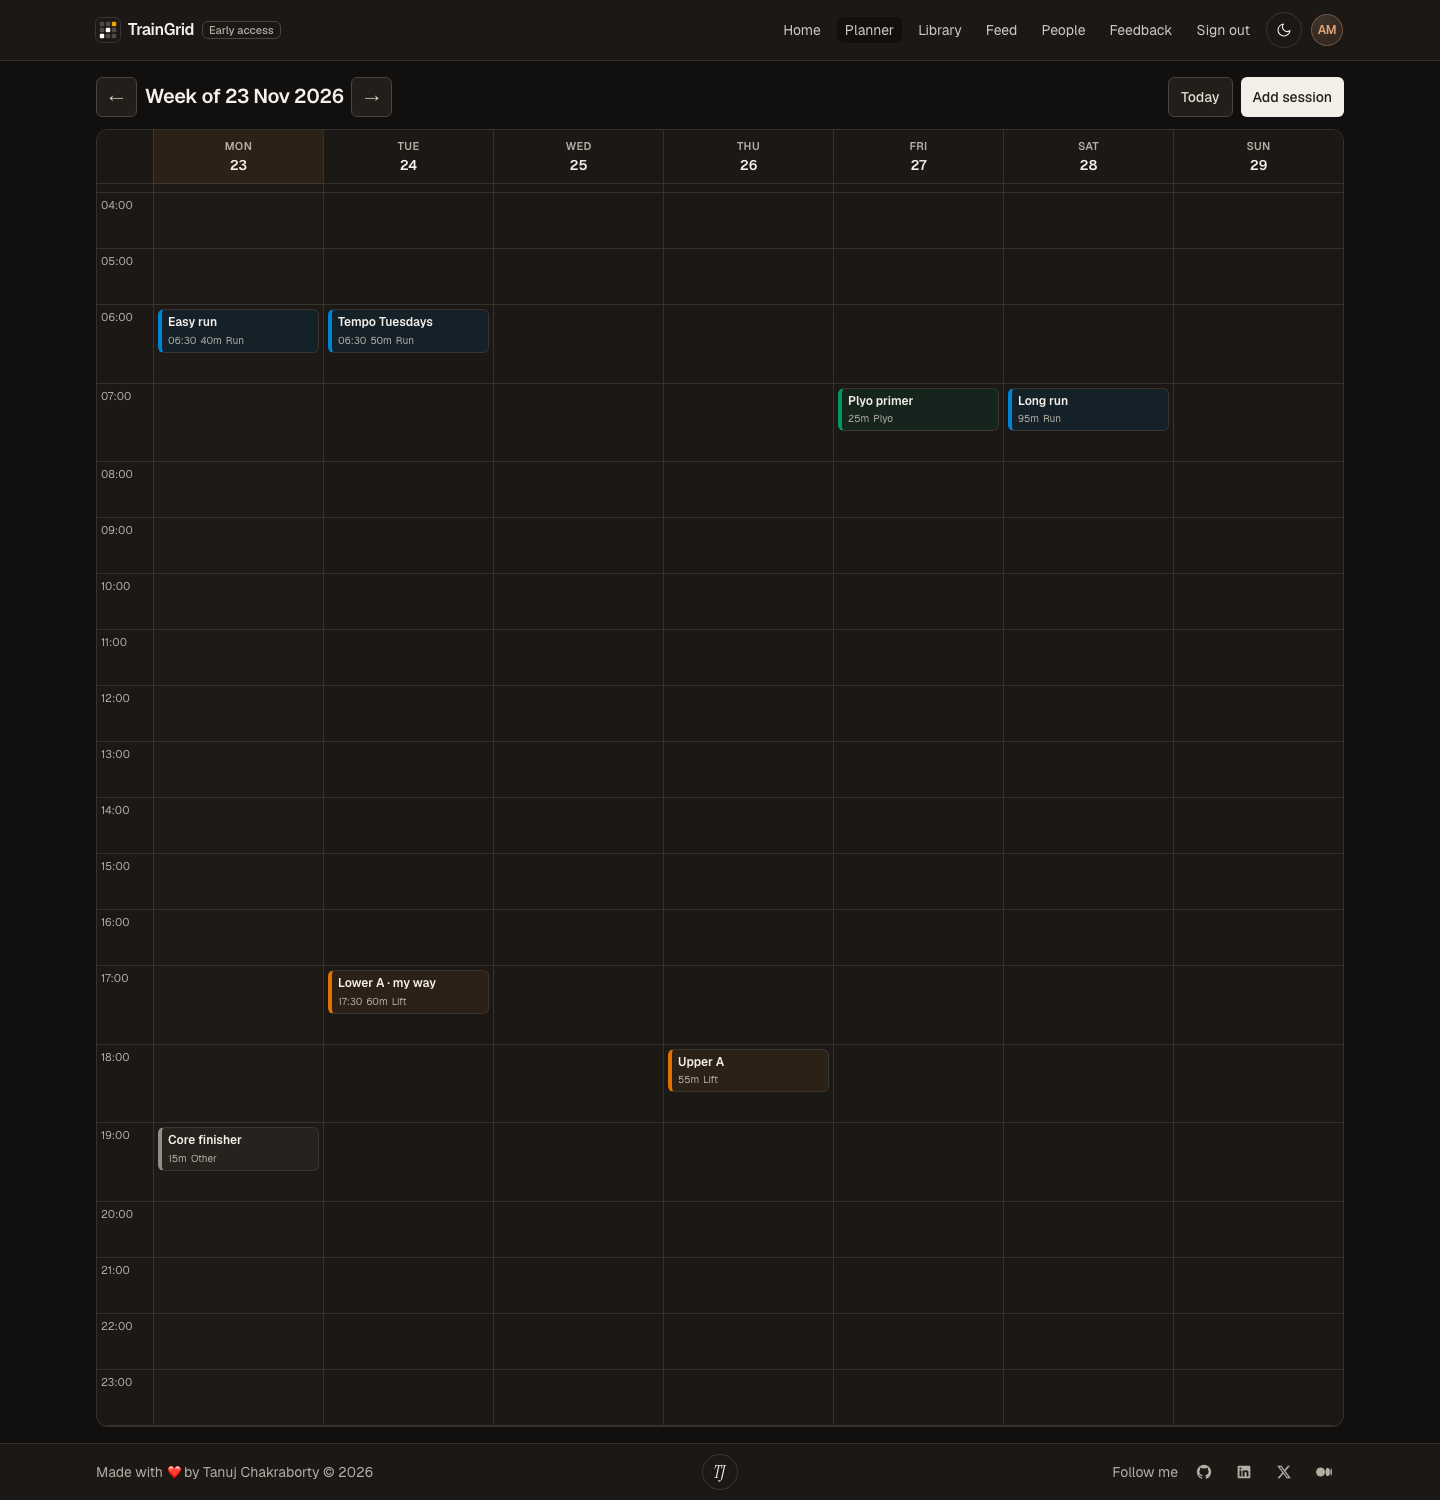 TrainGrid Early access
Home Planner Library Feed People Feedback Sign out AM
← Week of 23 Nov 2026 → Today Add session
MON TUE WED THU FRI SAT SUN
23 24 25 26 27 28 29
04:00
05:00
06:00
Easy run
06:30 40m Run
Tempo Tuesdays
06:30 50m Run
07:00
Plyo primer
25m Plyo
Long run
95m Run
08:00
09:00
10:00
11:00
12:00
13:00
14:00
15:00
16:00
17:00
Lower A · my way
17:30 60m Lift
18:00
Upper A
55m Lift
19:00
Core finisher
15m Other
20:00
21:00
22:00
23:00
Made with ❤️ by Tanuj Chakraborty © 2026 TJ Follow me